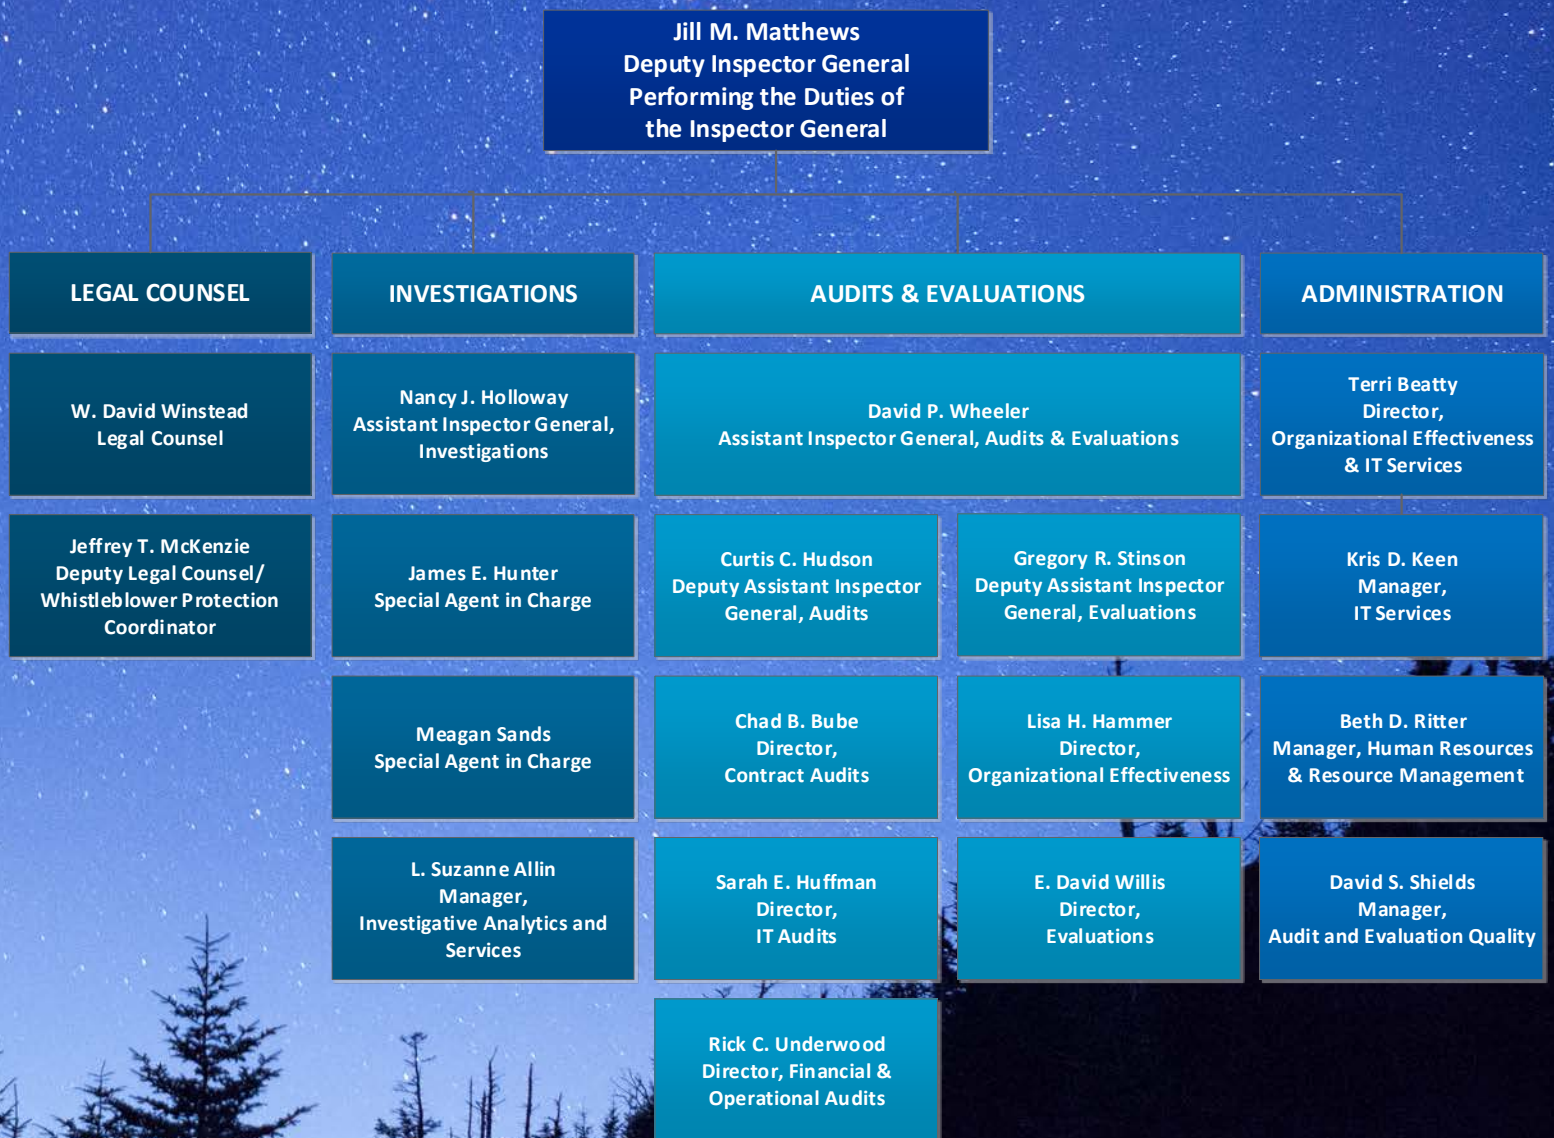 Jill M. Matthews
Deputy Inspector General
Performing the Duties of
the Inspector General
LEGAL COUNSEL
W. David Winstead
Legal Counsel
Jeffrey T. McKenzie
Deputy Legal Counsel/
Whistleblower Protection
Coordinator
INVESTIGATIONS
Nancy J. Holloway
Assistant Inspector General,
Investigations
James E. Hunter
Special Agent in Charge
Meagan Sands
Special Agent in Charge
L. Suzanne Allin
Manager,
Investigative Analytics and
Services
AUDITS & EVALUATIONS
David P. Wheeler
Assistant Inspector General, Audits & Evaluations
Curtis C. Hudson
Deputy Assistant Inspector
General, Audits
Chad B. Bube
Director,
Contract Audits
Sarah E. Huffman
Director,
IT Audits
Rick C. Underwood
Director, Financial &
Operational Audits
Gregory R. Stinson
Deputy Assistant Inspector
General, Evaluations
Lisa H. Hammer
Director,
Organizational Effectiveness
E. David Willis
Director,
Evaluations
ADMINISTRATION
Terri Beatty
Director,
Organizational Effectiveness
& IT Services
Kris D. Keen
Manager,
IT Services
Beth D. Ritter
Manager, Human Resources
& Resource Management
David S. Shields
Manager,
Audit and Evaluation Quality